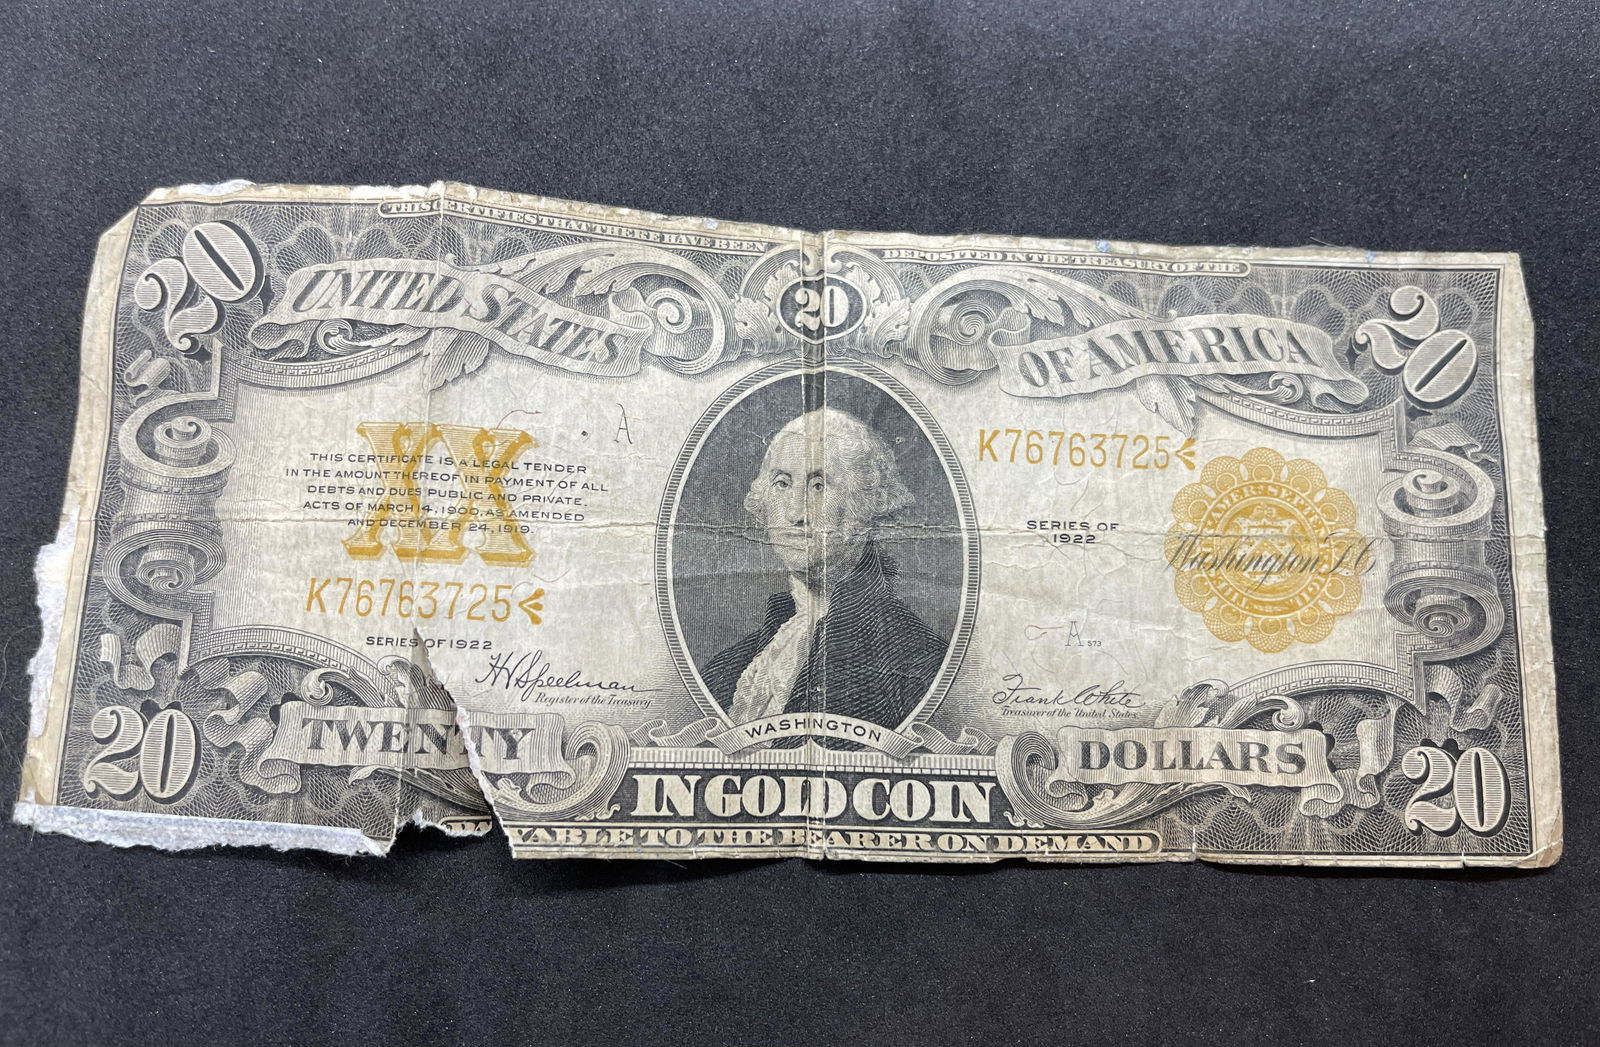 THIS CERTIFIES THAT THERE HAVE BEEN
DEPOSITED IN THE TREASURY OF THE
20
20
20
UNITED STATES
OF AMERICA
A
XX
THIS CERTIFICATE IS A LEGAL TENDER
IN THE AMOUNT THEREOF IN PAYMENT OF ALL
DEBTS AND DUES PUBLIC AND PRIVATE.
ACTS OF MARCH 14, 1900, AS AMENDED
AND DECEMBER 24, 1919.
K76763725
K76763725
SERIES OF
1922
Washington D.C.
SERIES OF 1922
A 573
H V Speelman
Register of the Treasury
Frank White
Treasurer of the United States
WASHINGTON
TWENTY
DOLLARS
20
20
IN GOLD COIN
PAYABLE TO THE BEARER ON DEMAND